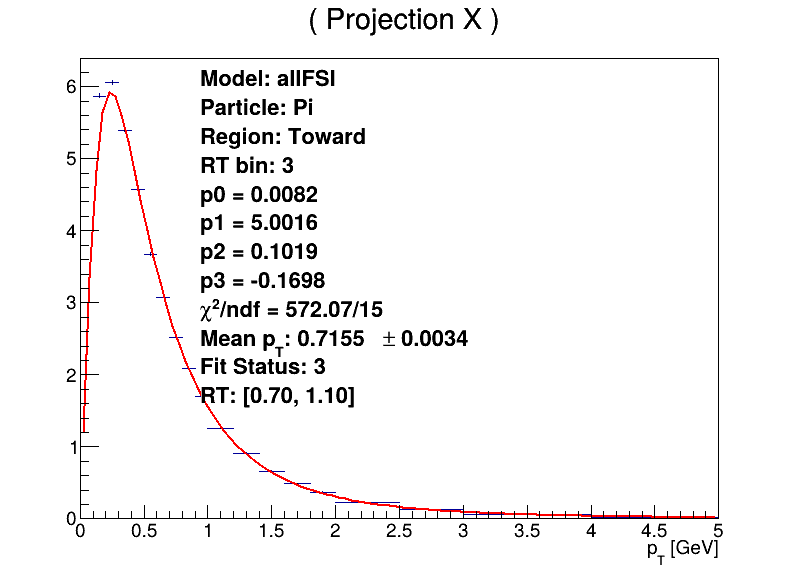 ( Projection X )
Model: allFSI
Particle: Pi
Region: Toward
RT bin: 3
p0 = 0.0082
p1 = 5.0016
p2 = 0.1019
p3 = -0.1698
χ²/ndf = 572.07/15
Mean p_T: 0.7155 ± 0.0034
Fit Status: 3
RT: [0.70, 1.10]
6
5
4
3
2
1
0
0 0.5 1 1.5 2 2.5 3 3.5 4 4.5 5
p_T [GeV]